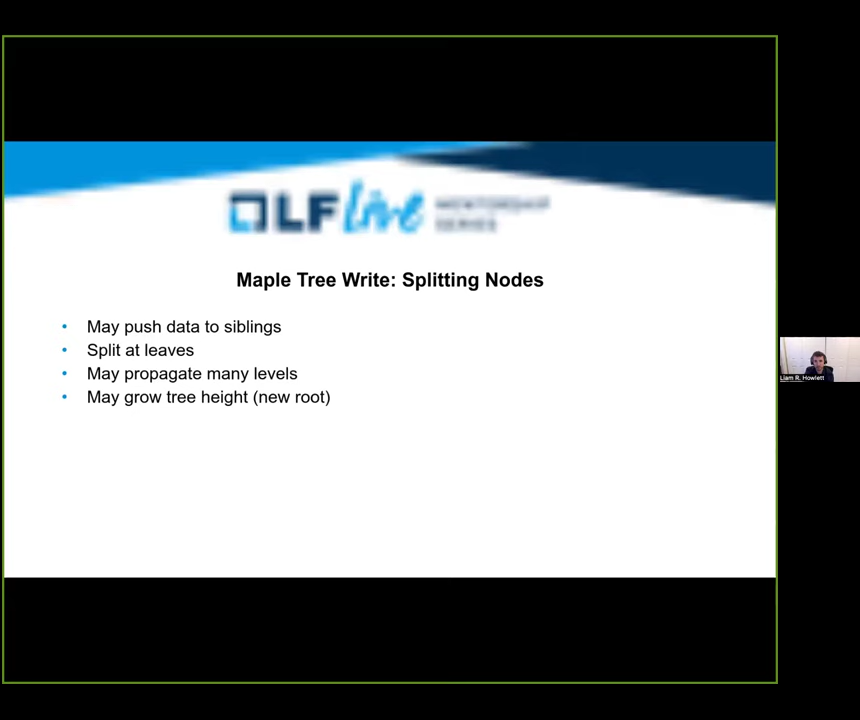 LF Live MENTORSHIP
SERIES
Maple Tree Write: Splitting Nodes
• May push data to siblings
• Split at leaves
• May propagate many levels
• May grow tree height (new root)
Liam R. Howlett